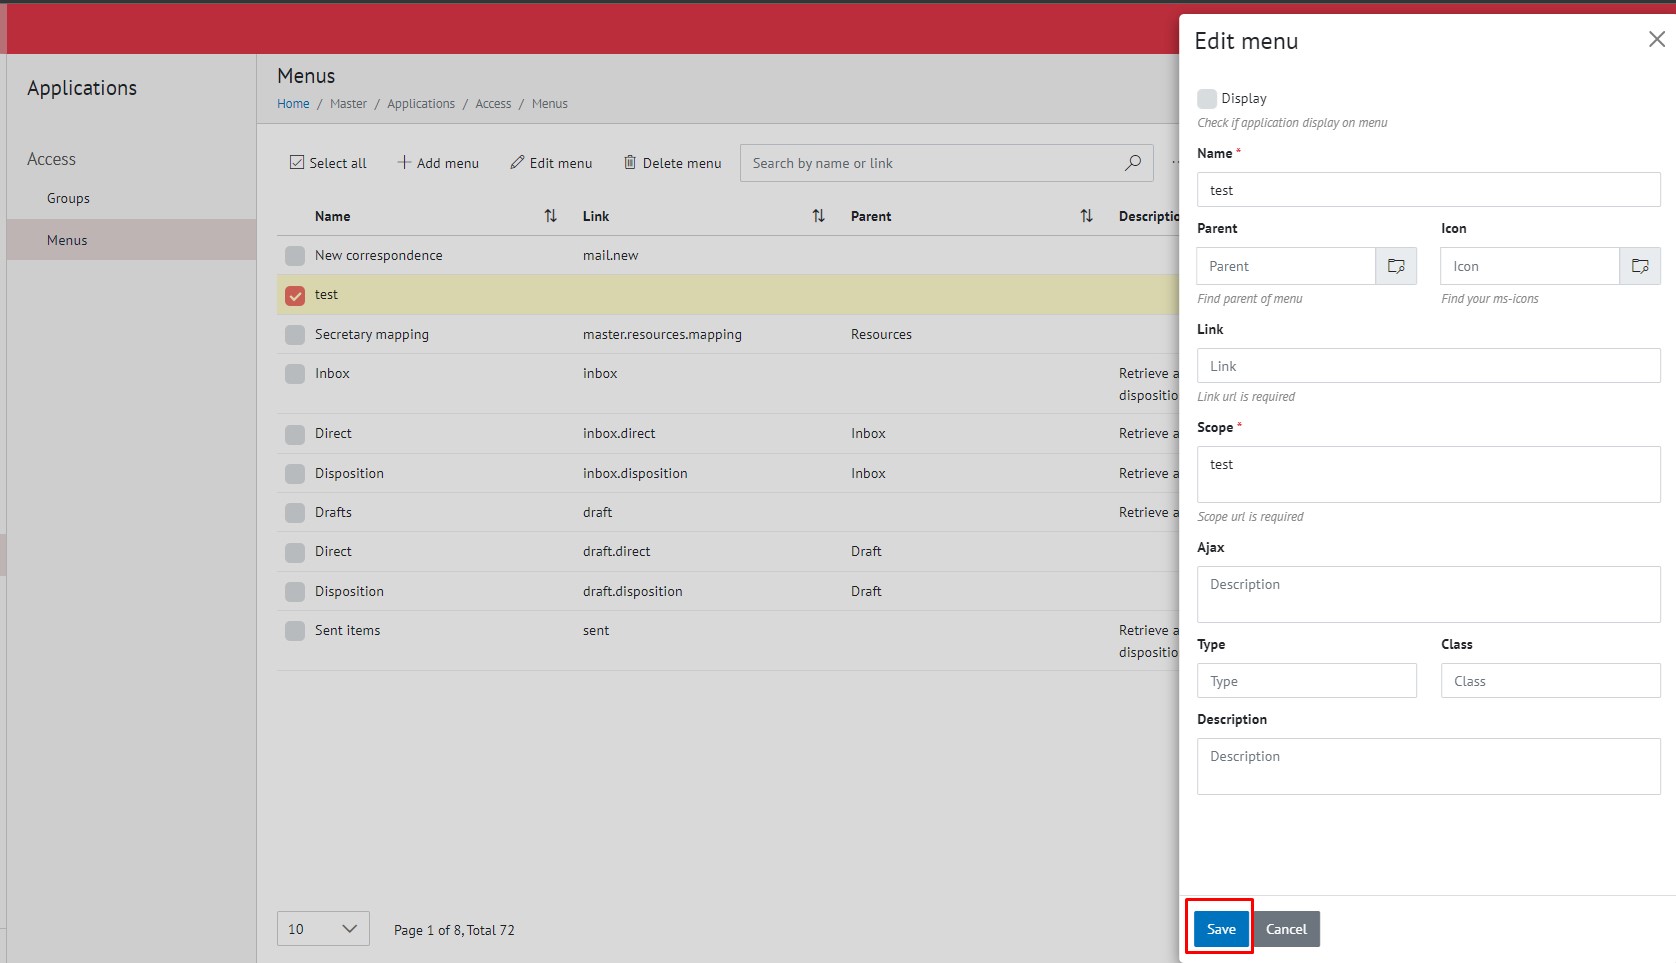 Applications
Access
Groups
Menus
Menus
Home / Master / Applications / Access / Menus
Select all
Add menu
Edit menu
Delete menu
Search by name or link
Name Link Parent Descriptio
New correspondence mail.new
test
Secretary mapping master.resources.mapping Resources
Inbox inbox Retrieve a
dispositio
Direct inbox.direct Inbox Retrieve a
Disposition inbox.disposition Inbox Retrieve a
Drafts draft Retrieve a
Direct draft.direct Draft
Disposition draft.disposition Draft
Sent items sent Retrieve a
dispositio
10
Page 1 of 8, Total 72
Edit menu
Display
Check if application display on menu
Name *
test
Parent Icon
Parent Icon
Find parent of menu Find your ms-icons
Link
Link
Link url is required
Scope *
test
Scope url is required
Ajax
Description
Type Class
Type Class
Description
Description
Save Cancel